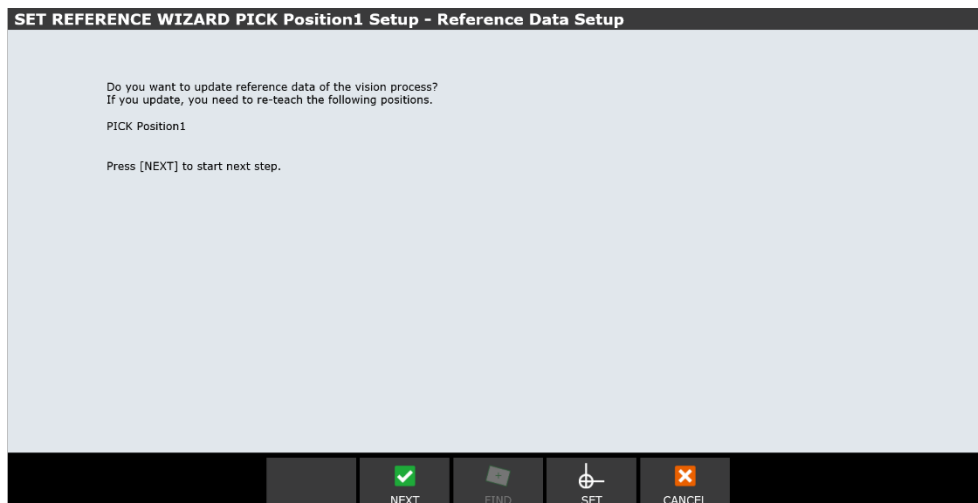 SET REFERENCE WIZARD PICK Position1 Setup - Reference Data Setup
Do you want to update reference data of the vision process?
If you update, you need to re-teach the following positions.
PICK Position1
Press [NEXT] to start next step.
NEXT FIND SET CANCEL